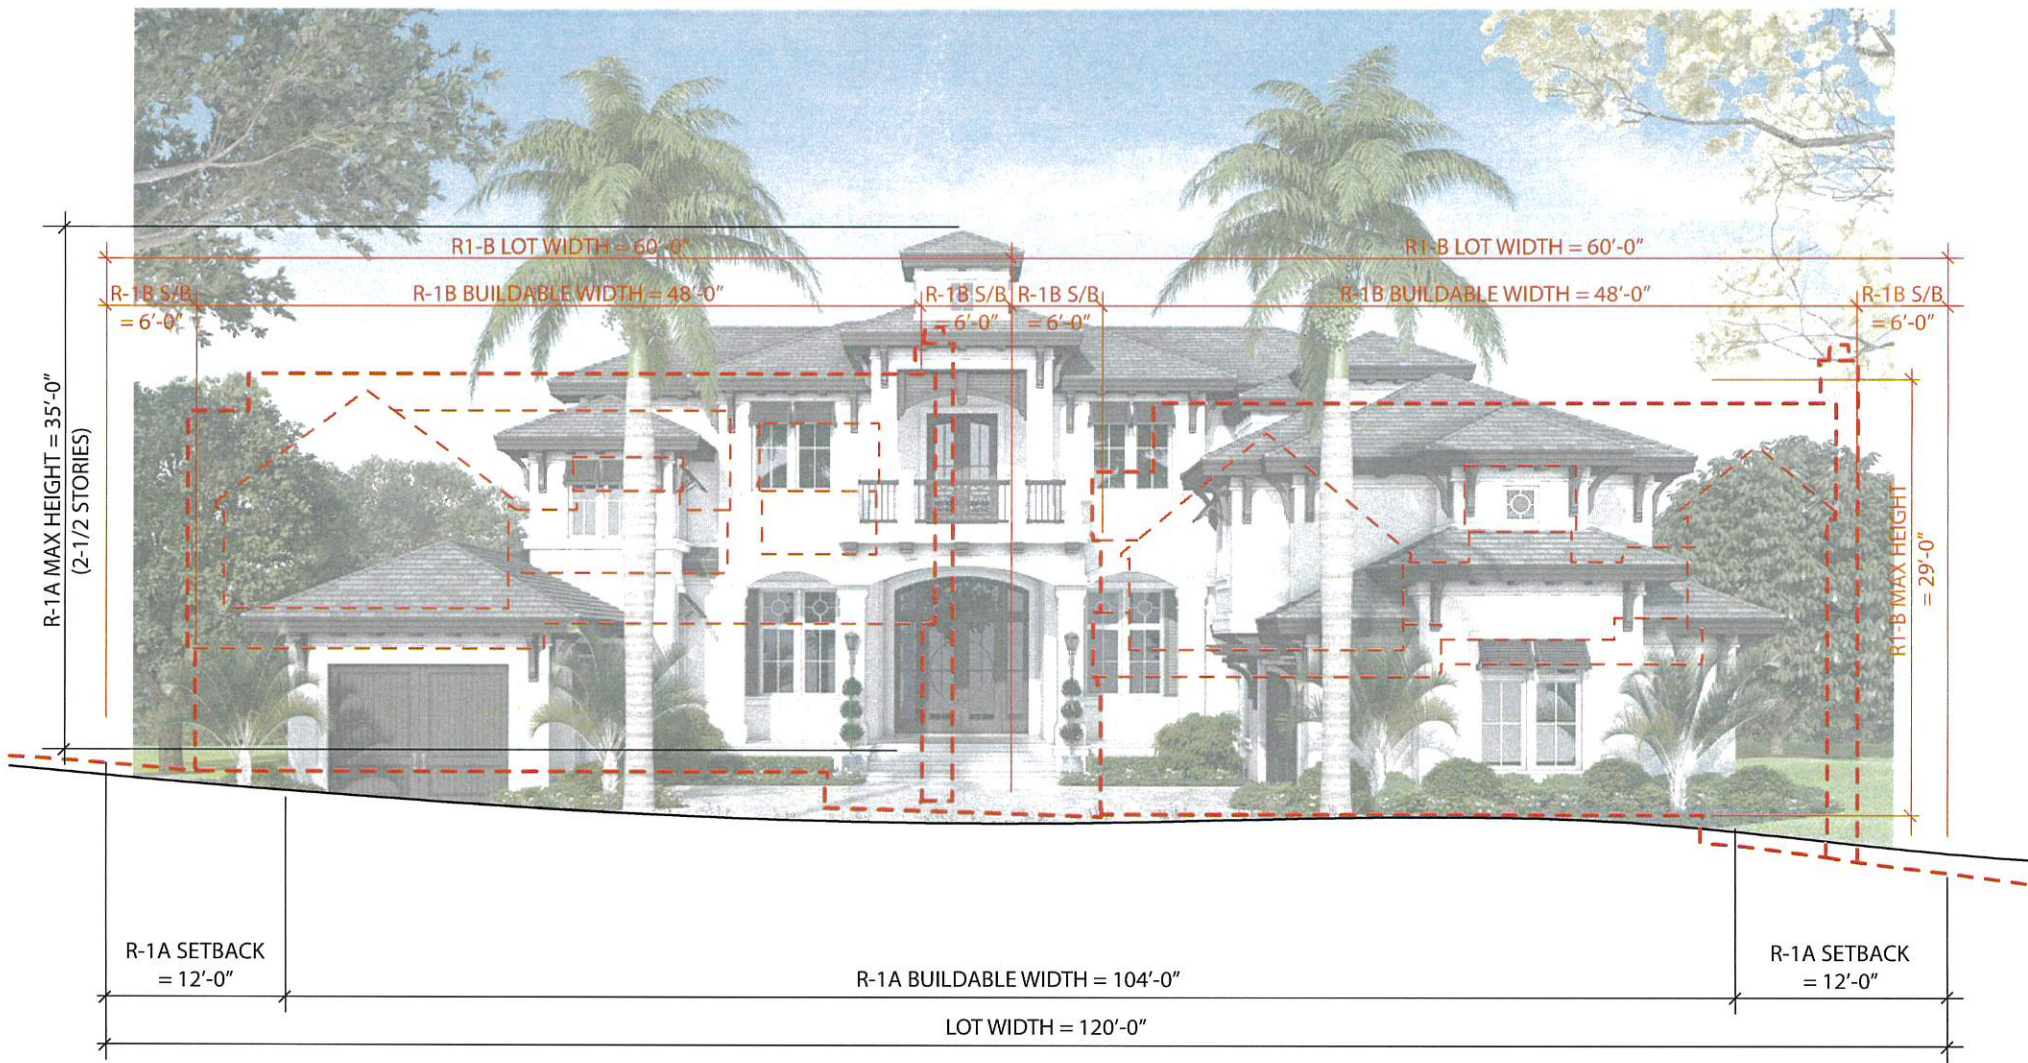 R1-B LOT WIDTH = 60'-0"
R1-B LOT WIDTH = 60'-0"
R-1B S/B
= 6'-0"
R-1B BUILDABLE WIDTH = 48'-0"
R-1B S/B
= 6'-0"
R-1B S/B
= 6'-0"
R-1B BUILDABLE WIDTH = 48'-0"
R-1B S/B
= 6'-0"
R-1A MAX HEIGHT = 35'-0"
(2-1/2 STORIES)
R1-B MAX HEIGHT
= 29'-0"
R-1A SETBACK
= 12'-0"
R-1A BUILDABLE WIDTH = 104'-0"
R-1A SETBACK
= 12'-0"
LOT WIDTH = 120'-0"